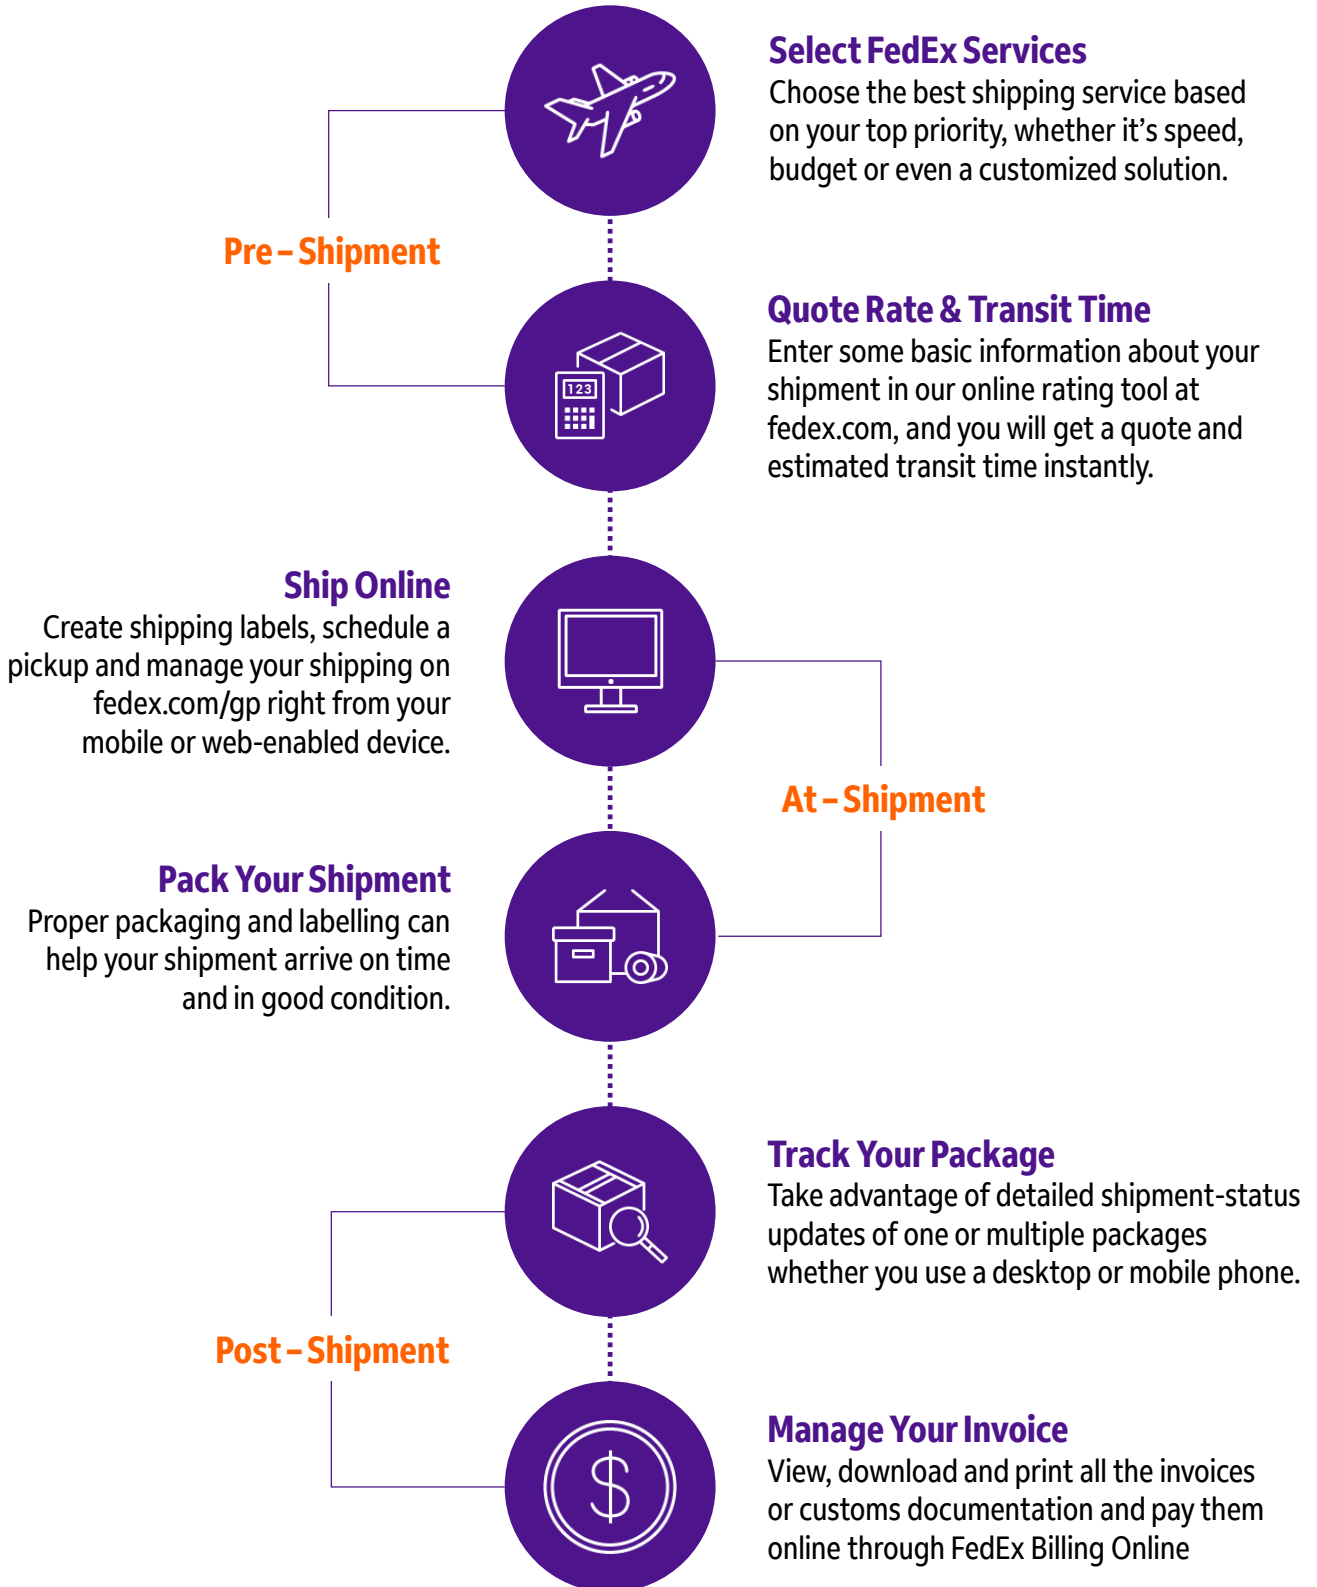 Select FedEx Services
Choose the best shipping service based
on your top priority, whether it’s speed,
budget or even a customized solution.
Pre – Shipment
Quote Rate & Transit Time
Enter some basic information about your
shipment in our online rating tool at
fedex.com, and you will get a quote and
estimated transit time instantly.
123
Ship Online
Create shipping labels, schedule a
pickup and manage your shipping on
fedex.com/gp right from your
mobile or web-enabled device.
At – Shipment
Pack Your Shipment
Proper packaging and labelling can
help your shipment arrive on time
and in good condition.
Track Your Package
Take advantage of detailed shipment-status
updates of one or multiple packages
whether you use a desktop or mobile phone.
Post – Shipment
Manage Your Invoice
View, download and print all the invoices
or customs documentation and pay them
online through FedEx Billing Online
$